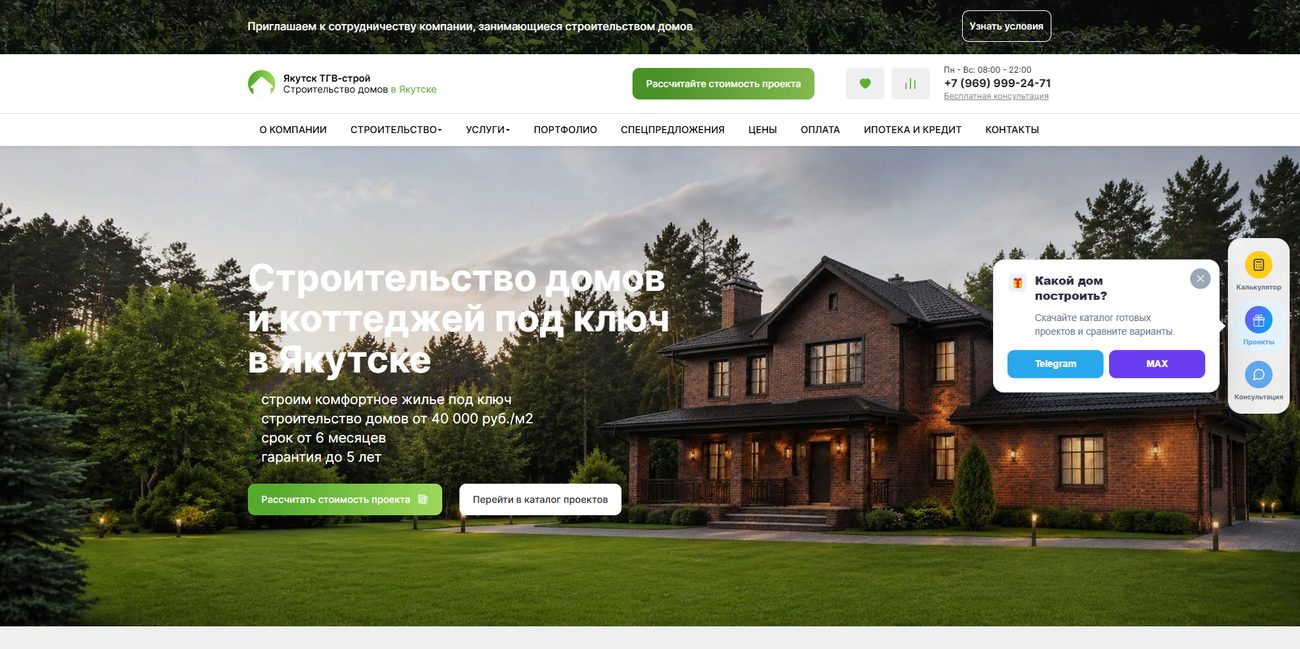 Приглашаем к сотрудничеству компании, занимающиеся строительством домов
Узнать условия
Якутск ТГВ-строй
Строительство домов в Якутске
Рассчитайте стоимость проекта
Пн - Вс: 08:00 - 22:00
+7 (969) 999-24-71
Бесплатная консультация
О КОМПАНИИ СТРОИТЕЛЬСТВО УСЛУГИ ПОРТФОЛИО СПЕЦПРЕДЛОЖЕНИЯ ЦЕНЫ ОПЛАТА ИПОТЕКА И КРЕДИТ КОНТАКТЫ
Строительство домов
и коттеджей под ключ
в Якутске
строим комфортное жилье под ключ
строительство домов от 40 000 руб./м2
срок от 6 месяцев
гарантия до 5 лет
Рассчитать стоимость проекта
Перейти в каталог проектов
Какой дом
построить?
Скачайте каталог готовых
проектов и сравните варианты.
Telegram
MAX
Калькулятор
Проекты
Консультация